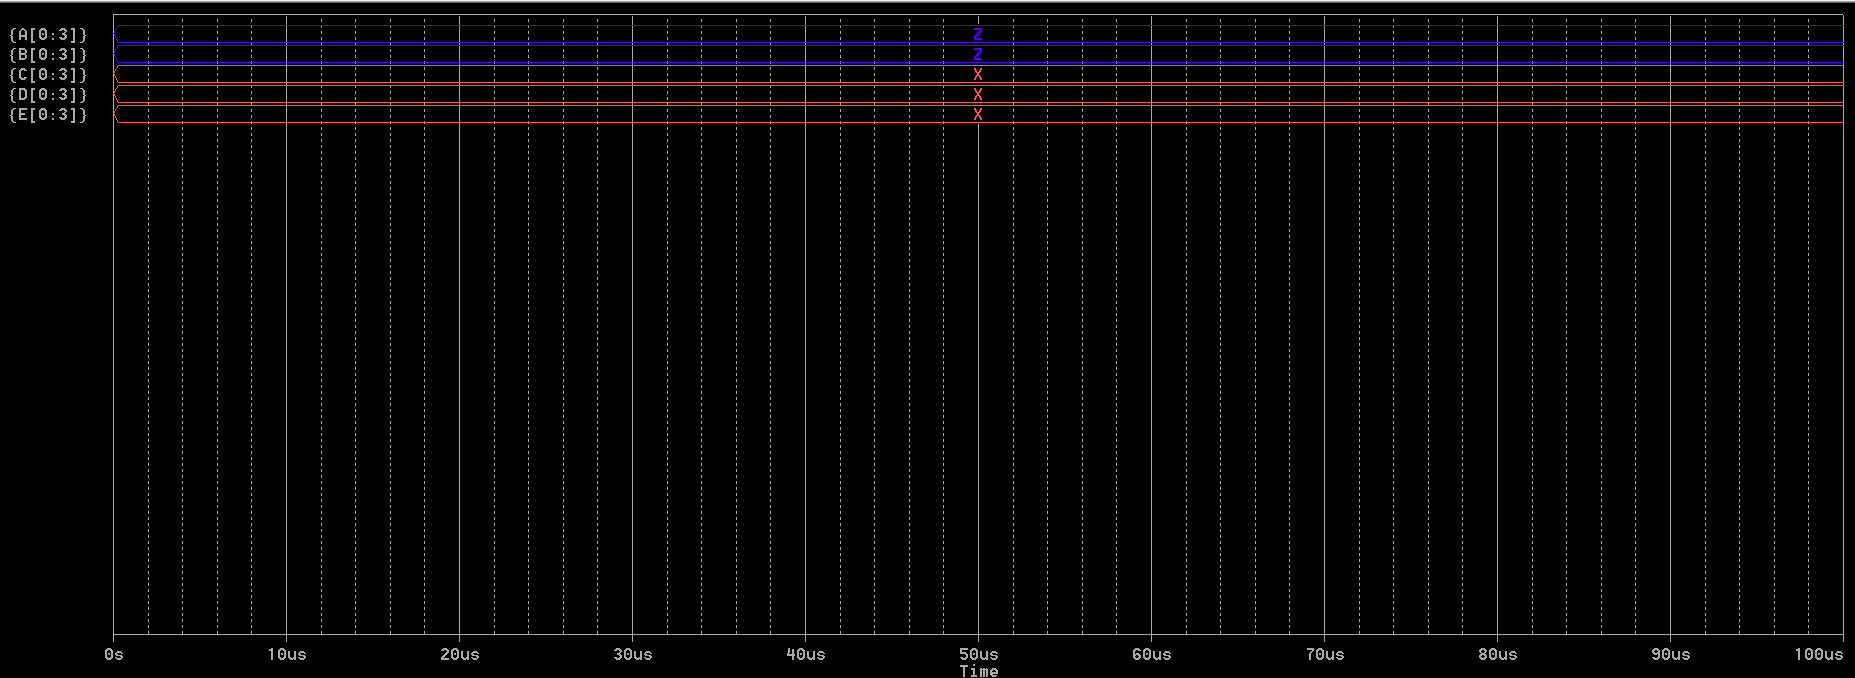 {A[0:3]} Z
{B[0:3]} Z
{C[0:3]} X
{D[0:3]} X
{E[0:3]} X
0s 10us 20us 30us 40us 50us 60us 70us 80us 90us 100us
Time